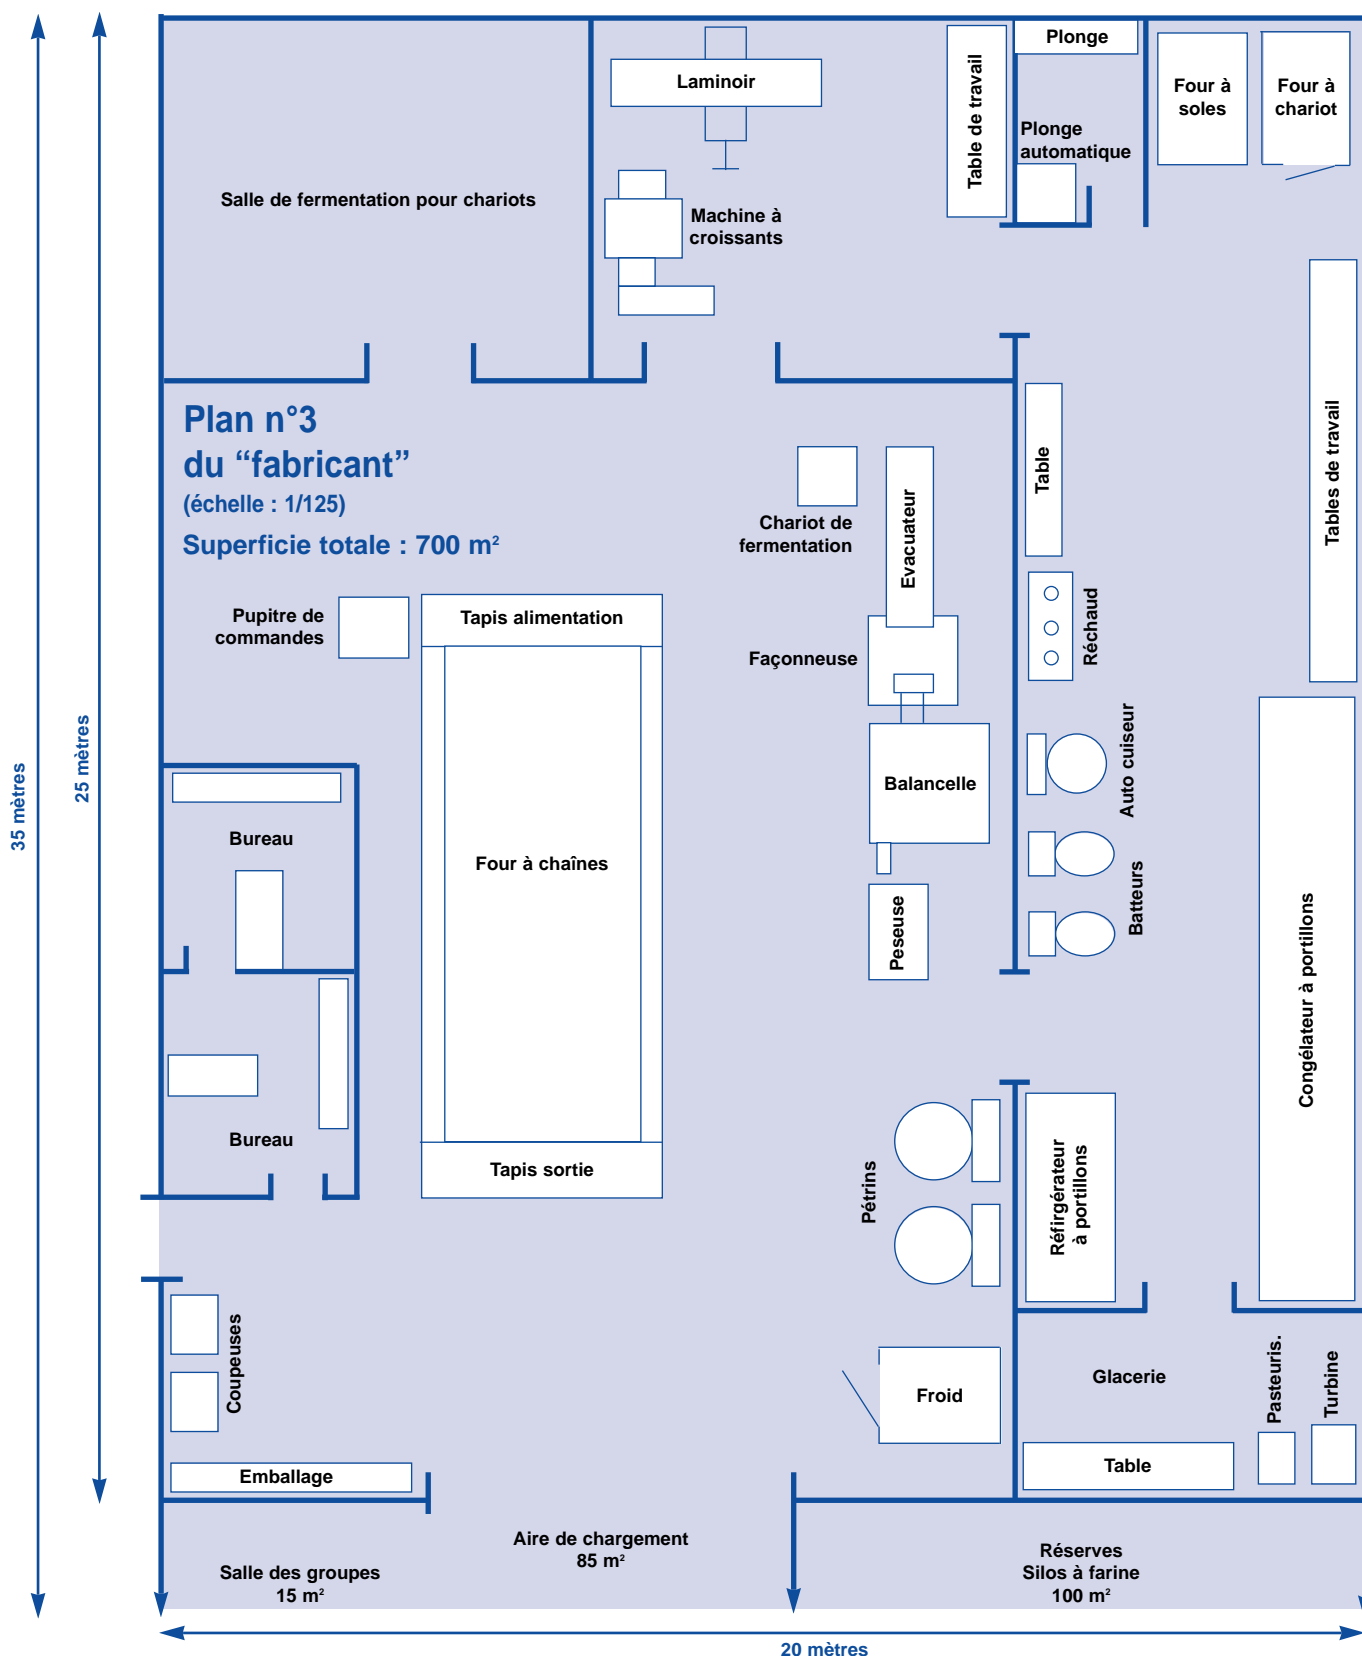 Plonge
Laminoir
Table de travail
Four à
soles
Four à
chariot
Plonge
automatique
Salle de fermentation pour chariots
Machine à
croissants
Plan n°3
du “fabricant”
(échelle : 1/125)
Superficie totale : 700 m²
Tables de travail
Table
Evacuateur
Chariot de
fermentation
Pupitre de
commandes
Tapis alimentation
Réchaud
Façonneuse
Auto cuiseur
Balancelle
35 mètres
25 mètres
Bureau
Four à chaînes
Batteurs
Peseuse
Congélateur à portillons
Bureau
Tapis sortie
Pétrins
Réfirgérateur
à portillons
Coupeuses
Froid
Glacerie
Pasteuris.
Turbine
Emballage
Table
Aire de chargement
85 m²
Salle des groupes
15 m²
Réserves
Silos à farine
100 m²
20 mètres